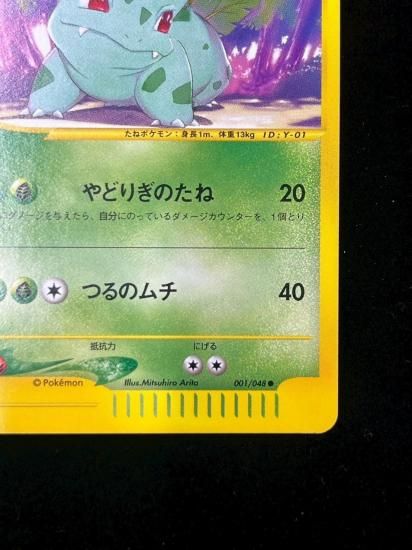 たねポケモン：身長1m、体重13kg ID:Y-01
やどりぎのたね 20
にダメージを与えたら、自分にのっているダメージカウンターを、1個とり
つるのムチ 40
抵抗力 にげる
©Pokémon Illus.Mitsuhiro Arita 001/048 ●